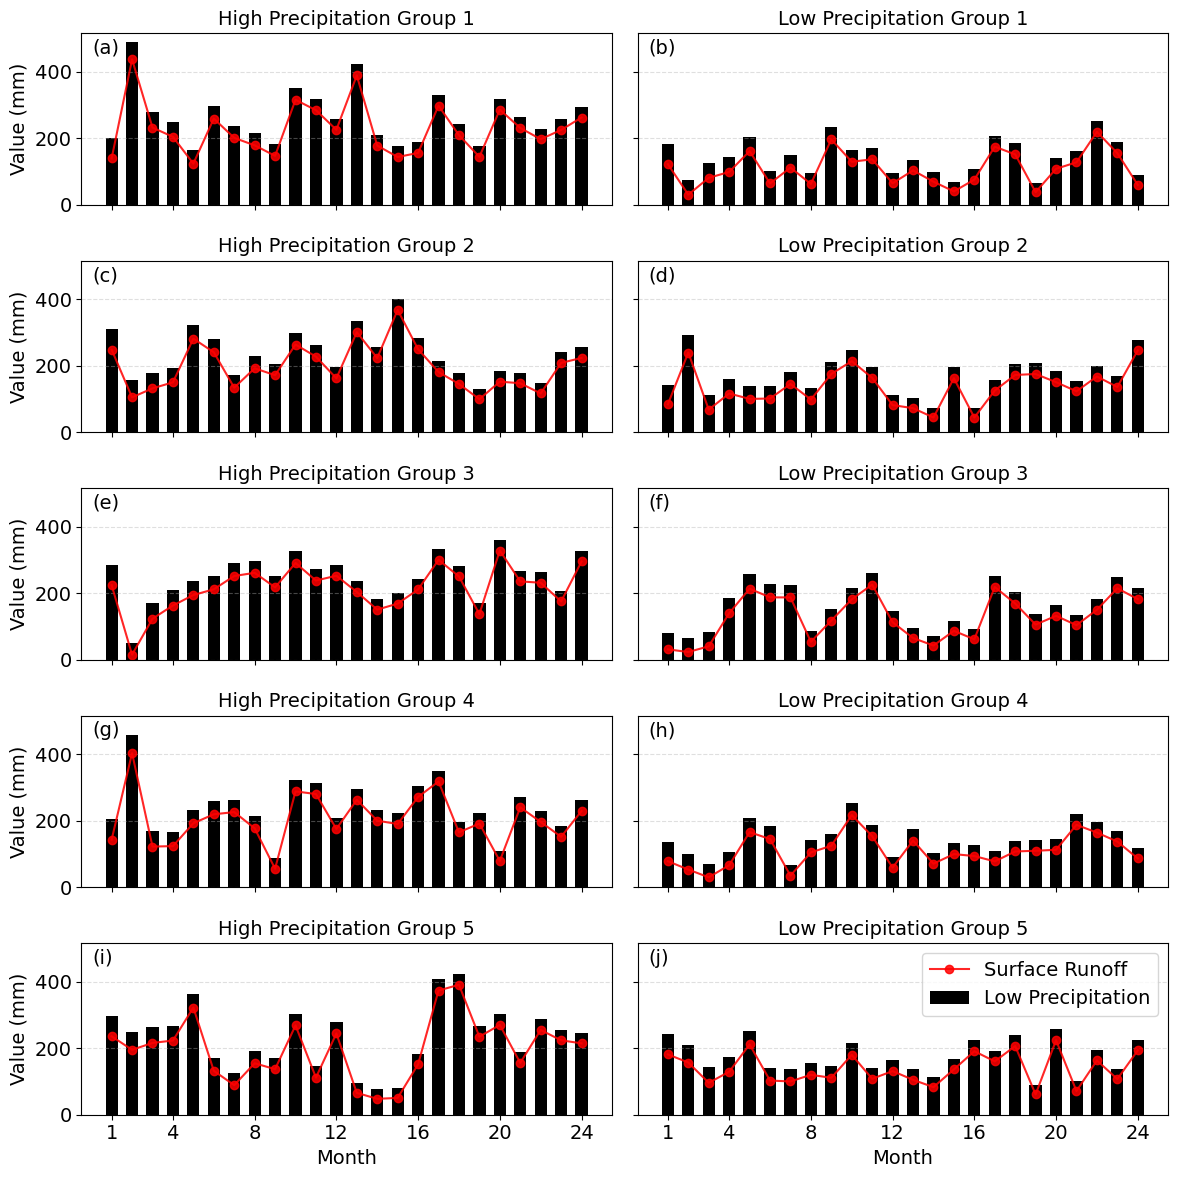 High Precipitation Group 1
Low Precipitation Group 1
(a)
(b)
Value (mm)
400
200
0
High Precipitation Group 2
Low Precipitation Group 2
(c)
(d)
Value (mm)
400
200
0
High Precipitation Group 3
Low Precipitation Group 3
(e)
(f)
Value (mm)
400
200
0
High Precipitation Group 4
Low Precipitation Group 4
(g)
(h)
Value (mm)
400
200
0
High Precipitation Group 5
Low Precipitation Group 5
(i)
(j)
Surface Runoff
Low Precipitation
Value (mm)
400
200
0
1 4 8 12 16 20 24
1 4 8 12 16 20 24
Month
Month